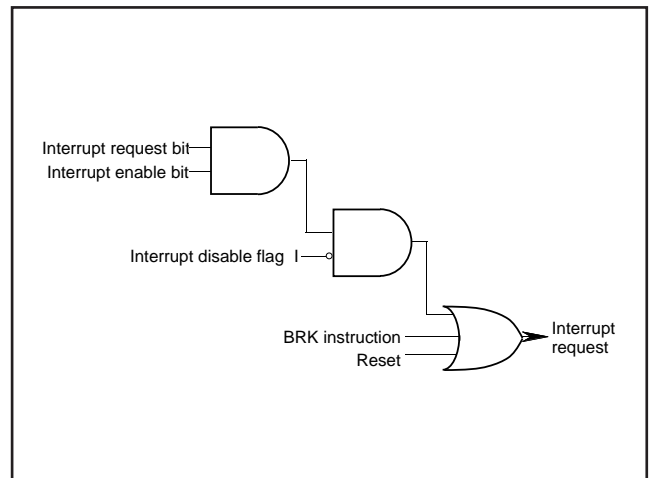 Interrupt request bit
Interrupt enable bit
Interrupt disable flag I
BRK instruction
Reset
Interrupt
request